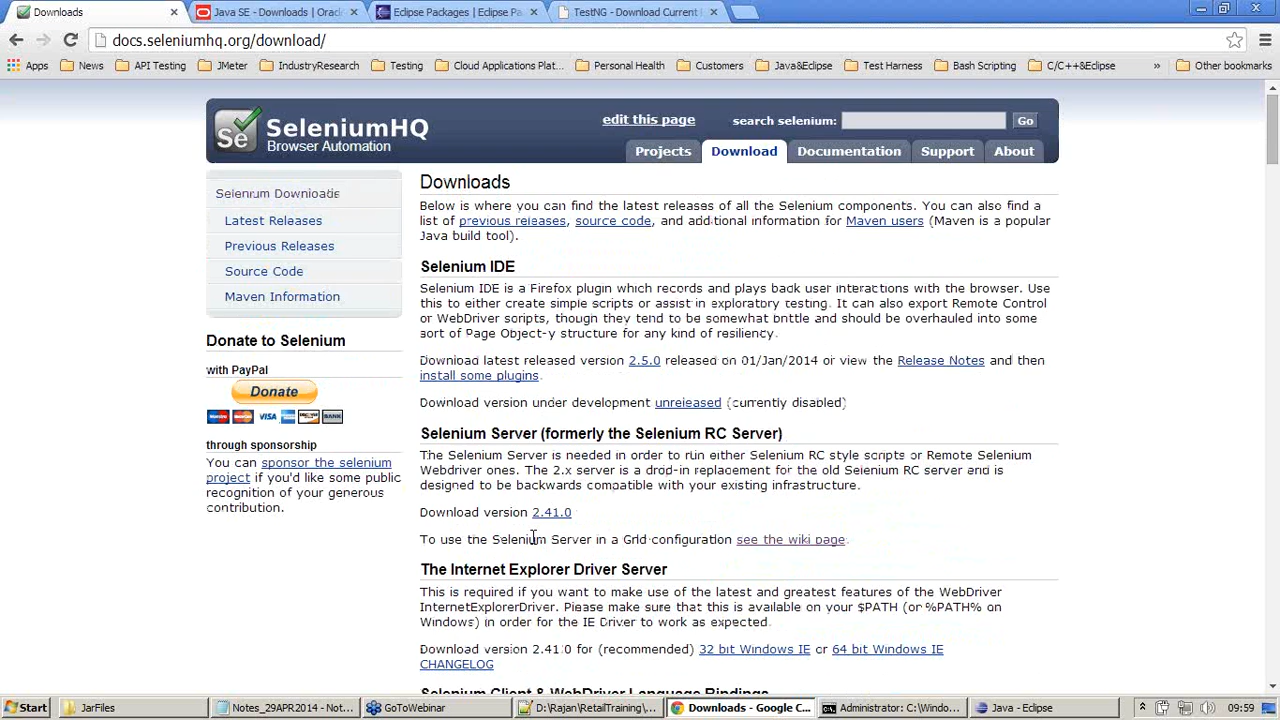 Downloads
Java SE - Downloads | Oracl
Eclipse Packages | Eclipse Pa
TestNG - Download Current
docs.seleniumhq.org/download/
Apps
News
API Testing
JMeter
IndustryResearch
Testing
Cloud Applications Plat...
Personal Health
Customers
Java&Eclipse
Test Harness
Bash Scripting
C/C++&Eclipse
»
Other bookmarks
Se
SeleniumHQ
Browser Automation
edit this page
search selenium:
Go
Projects
Download
Documentation
Support
About
Selenium Downloads
Latest Releases
Previous Releases
Source Code
Maven Information
Donate to Selenium
with PayPal
Donate
VISA
BANK
through sponsorship
You can sponsor the selenium
project if you'd like some public
recognition of your generous
contribution.
Downloads
Below is where you can find the latest releases of all the Selenium components. You can also find a
list of previous releases, source code, and additional information for Maven users (Maven is a popular
Java build tool).
Selenium IDE
Selenium IDE is a Firefox plugin which records and plays back user interactions with the browser. Use
this to either create simple scripts or assist in exploratory testing. It can also export Remote Control
or WebDriver scripts, though they tend to be somewhat brittle and should be overhauled into some
sort of Page Object-y structure for any kind of resiliency.
Download latest released version 2.5.0 released on 01/Jan/2014 or view the Release Notes and then
install some plugins.
Download version under development unreleased (currently disabled)
Selenium Server (formerly the Selenium RC Server)
The Selenium Server is needed in order to run either Selenium RC style scripts or Remote Selenium
Webdriver ones. The 2.x server is a drop-in replacement for the old Selenium RC server and is
designed to be backwards compatible with your existing infrastructure.
Download version 2.41.0
To use the Selenium Server in a Grid configuration see the wiki page.
The Internet Explorer Driver Server
This is required if you want to make use of the latest and greatest features of the WebDriver
InternetExplorerDriver. Please make sure that this is available on your $PATH (or %PATH% on
Windows) in order for the IE Driver to work as expected.
Download version 2.41.0 for (recommended) 32 bit Windows IE or 64 bit Windows IE
CHANGELOG
Selenium Client & WebDriver Language Bindings
Start
JarFiles
Notes_29APR2014 - Not...
GoToWebinar
D:\Rajan\RetailTraining\...
Downloads - Google C...
Administrator: C:\Windo...
Java - Eclipse
09:59